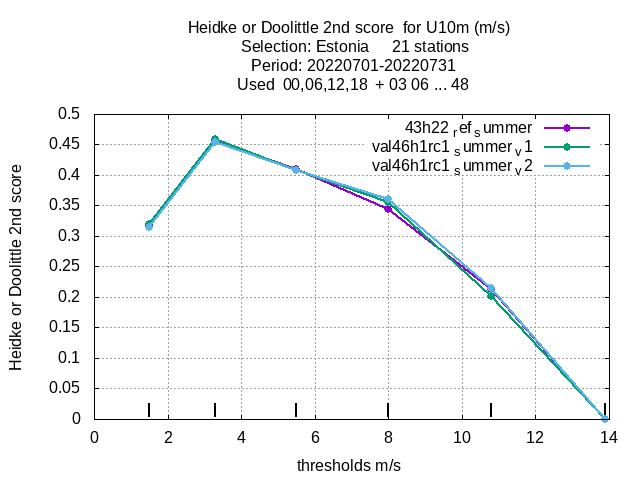 Heidke or Doolittle 2nd score  for U10m (m/s)
Selection: Estonia     21 stations
Period: 20220701-20220731
Used  00,06,12,18  + 03 06 ... 48
43h22 ref summer
val46h1rc1 summer v1
val46h1rc1 summer v2
Heidke or Doolittle 2nd score
0.5
0.45
0.4
0.35
0.3
0.25
0.2
0.15
0.1
0.05
0
0 2 4 6 8 10 12 14
thresholds m/s